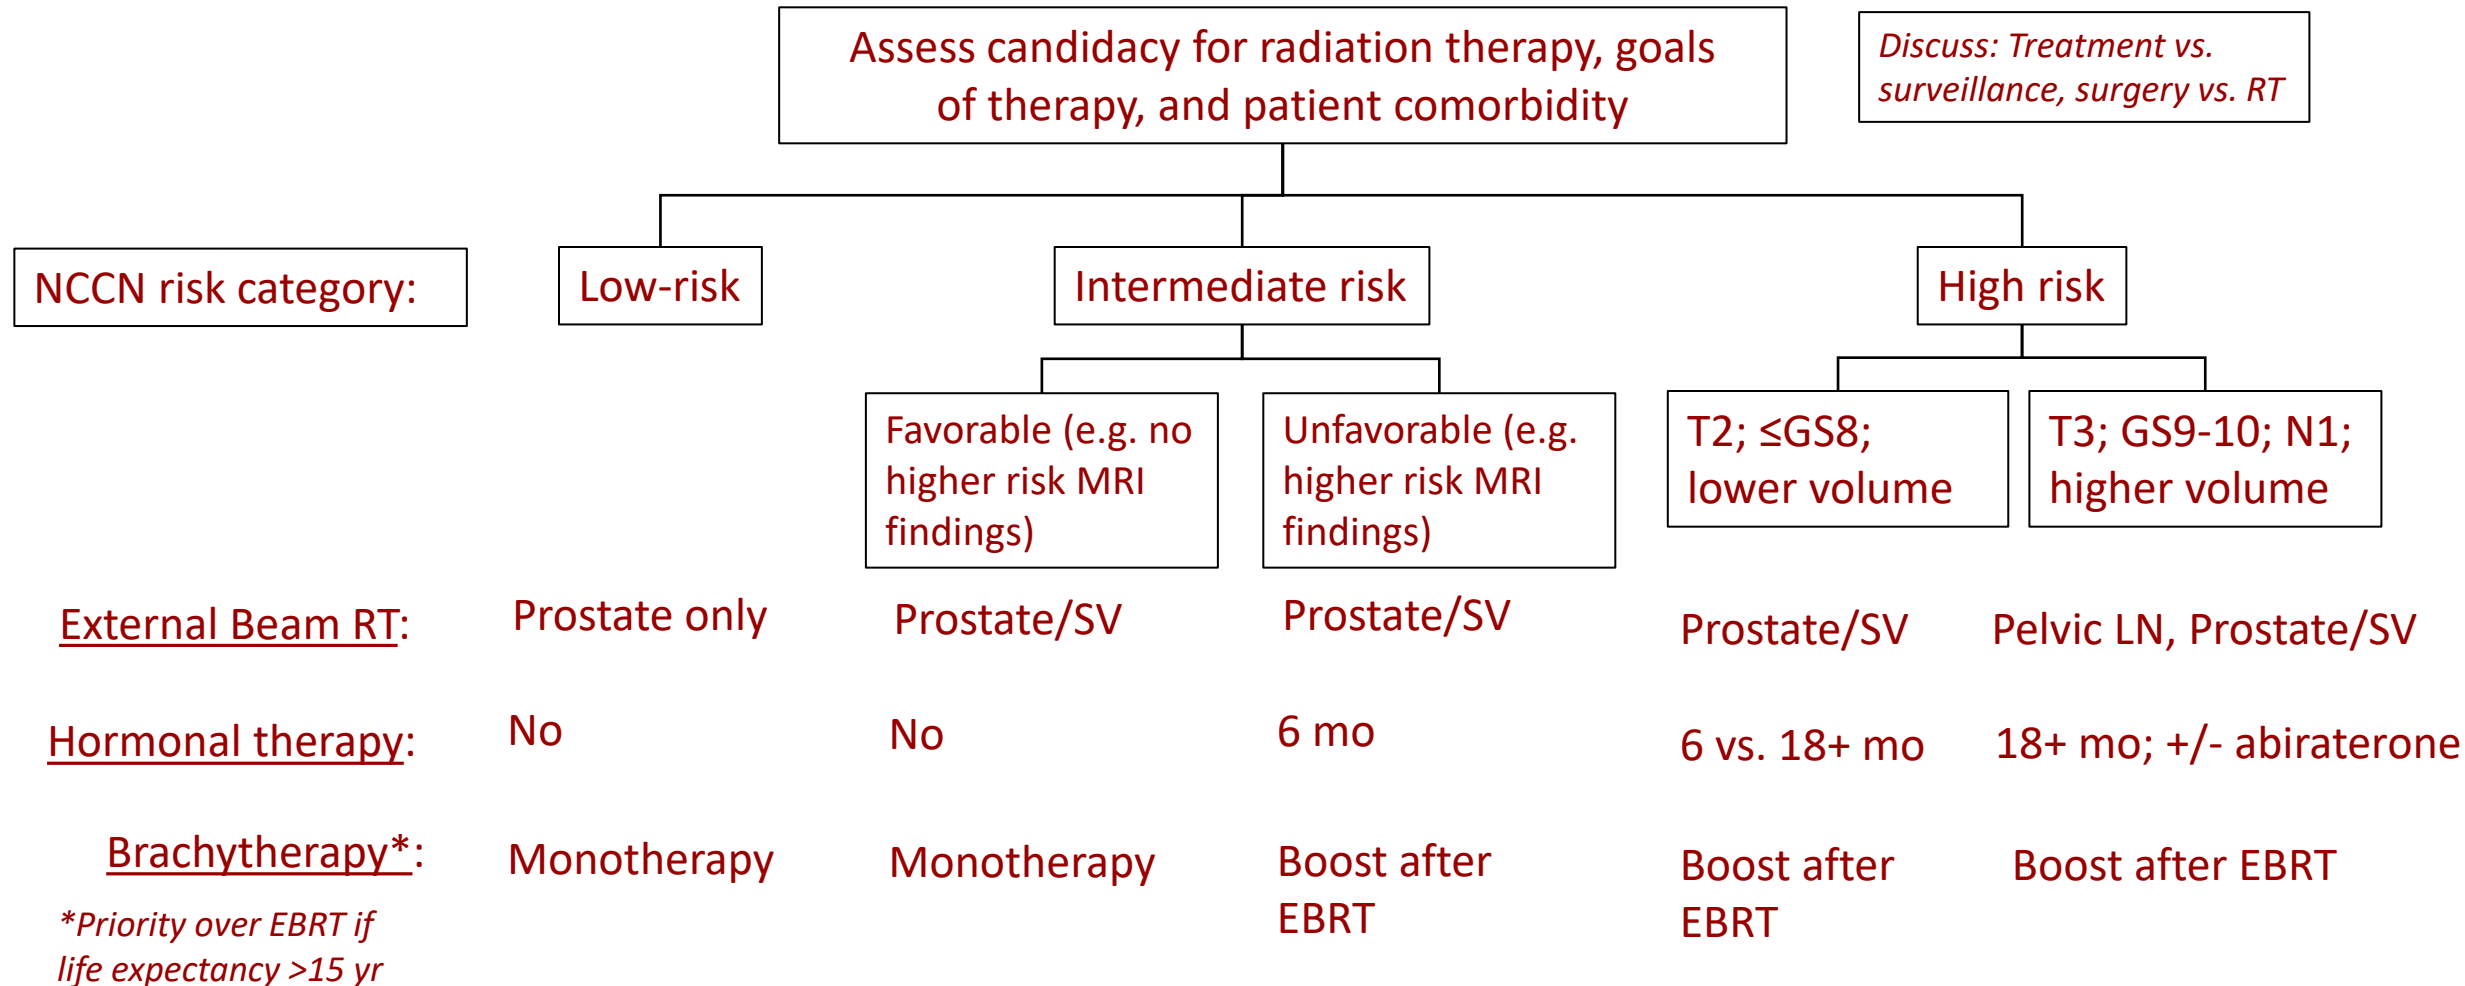 Assess candidacy for radiation therapy, goals
of therapy, and patient comorbidity
Discuss: Treatment vs.
surveillance, surgery vs. RT
NCCN risk category:
Low-risk
Intermediate risk
High risk
Favorable (e.g. no
higher risk MRI
findings)
Unfavorable (e.g.
higher risk MRI
findings)
T2; ≤GS8;
lower volume
T3; GS9-10; N1;
higher volume
External Beam RT:
Prostate only
Prostate/SV
Prostate/SV
Prostate/SV
Pelvic LN, Prostate/SV
Hormonal therapy:
No
No
6 mo
6 vs. 18+ mo
18+ mo; +/- abiraterone
Brachytherapy*:
Monotherapy
Monotherapy
Boost after
EBRT
Boost after
EBRT
Boost after EBRT
*Priority over EBRT if
life expectancy >15 yr